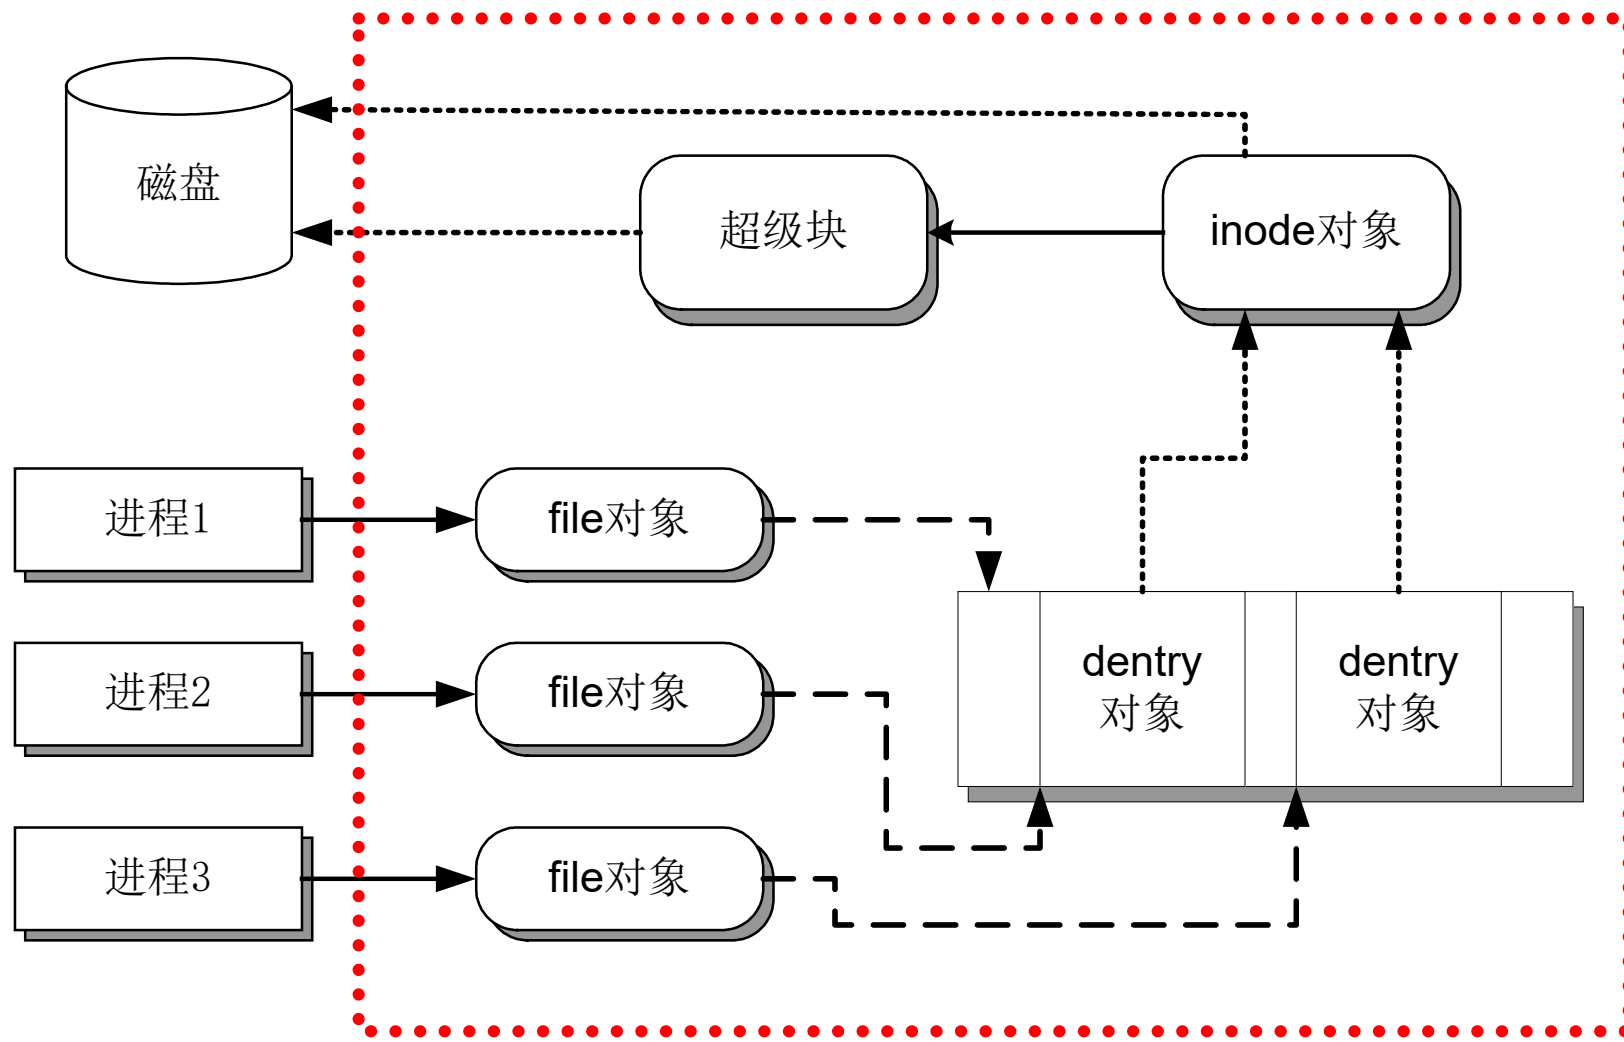 磁盘
超级块
inode对象
进程1
file对象
进程2
file对象
dentry
对象
dentry
对象
进程3
file对象